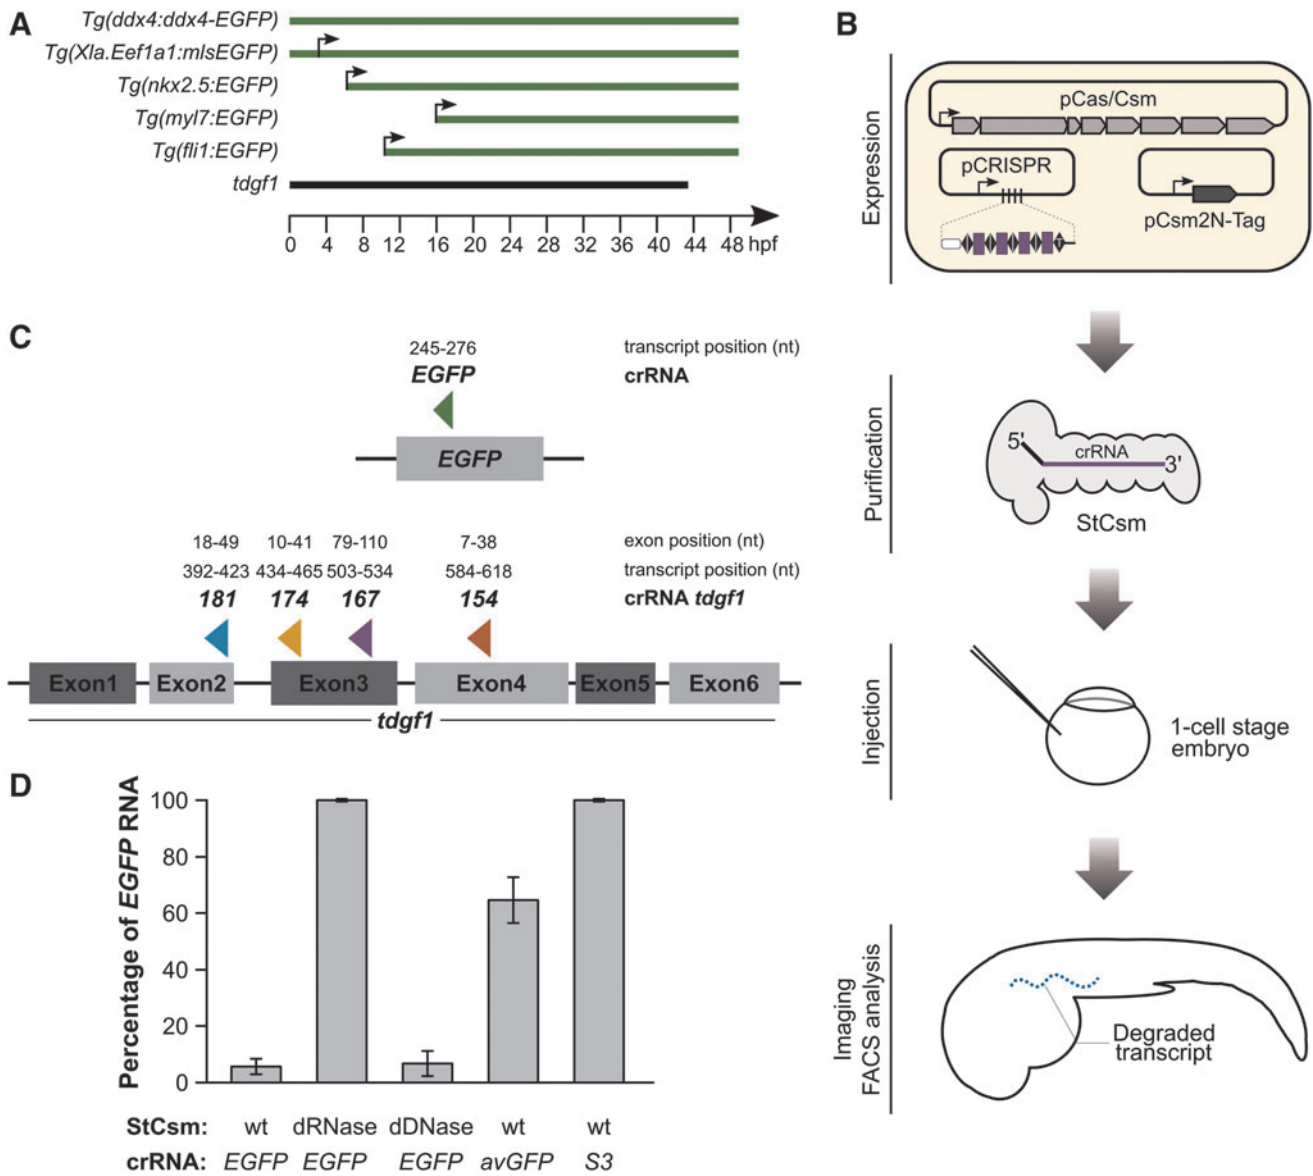 A
Tg(ddx4:ddx4-EGFP)
Tg(Xla.Eef1a1:mlsEGFP)
Tg(nkx2.5:EGFP)
Tg(myl7:EGFP)
Tg(fli1:EGFP)
tdgf1
0 4 8 12 16 20 24 28 32 36 40 44 48 hpf
B
Expression
pCas/Csm
pCRISPR
pCsm2N-Tag
T
Purification
5'
crRNA
3'
StCsm
Injection
1-cell stage
embryo
Imaging
FACS analysis
Degraded
transcript
C
245-276 transcript position (nt)
EGFP crRNA
EGFP
18-49 10-41 79-110 7-38 exon position (nt)
392-423 434-465 503-534 584-618 transcript position (nt)
181 174 167 154 crRNA tdgf1
Exon1 Exon2 Exon3 Exon4 Exon5 Exon6
tdgf1
D
Percentage of EGFP RNA
100
80
60
40
20
0
StCsm: wt dRNase dDNase wt wt
crRNA: EGFP EGFP EGFP avGFP S3